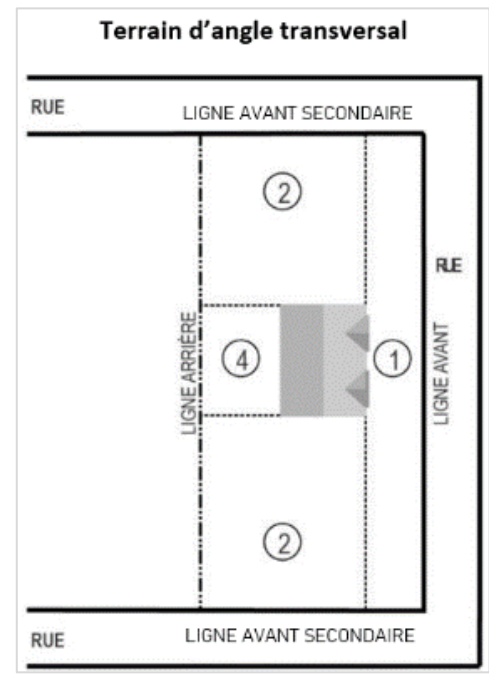 Terrain d’angle transversal
RUE
LIGNE AVANT SECONDAIRE
2
RUE
LIGNE ARRIÈRE
4
1
LIGNE AVANT
2
RUE
LIGNE AVANT SECONDAIRE